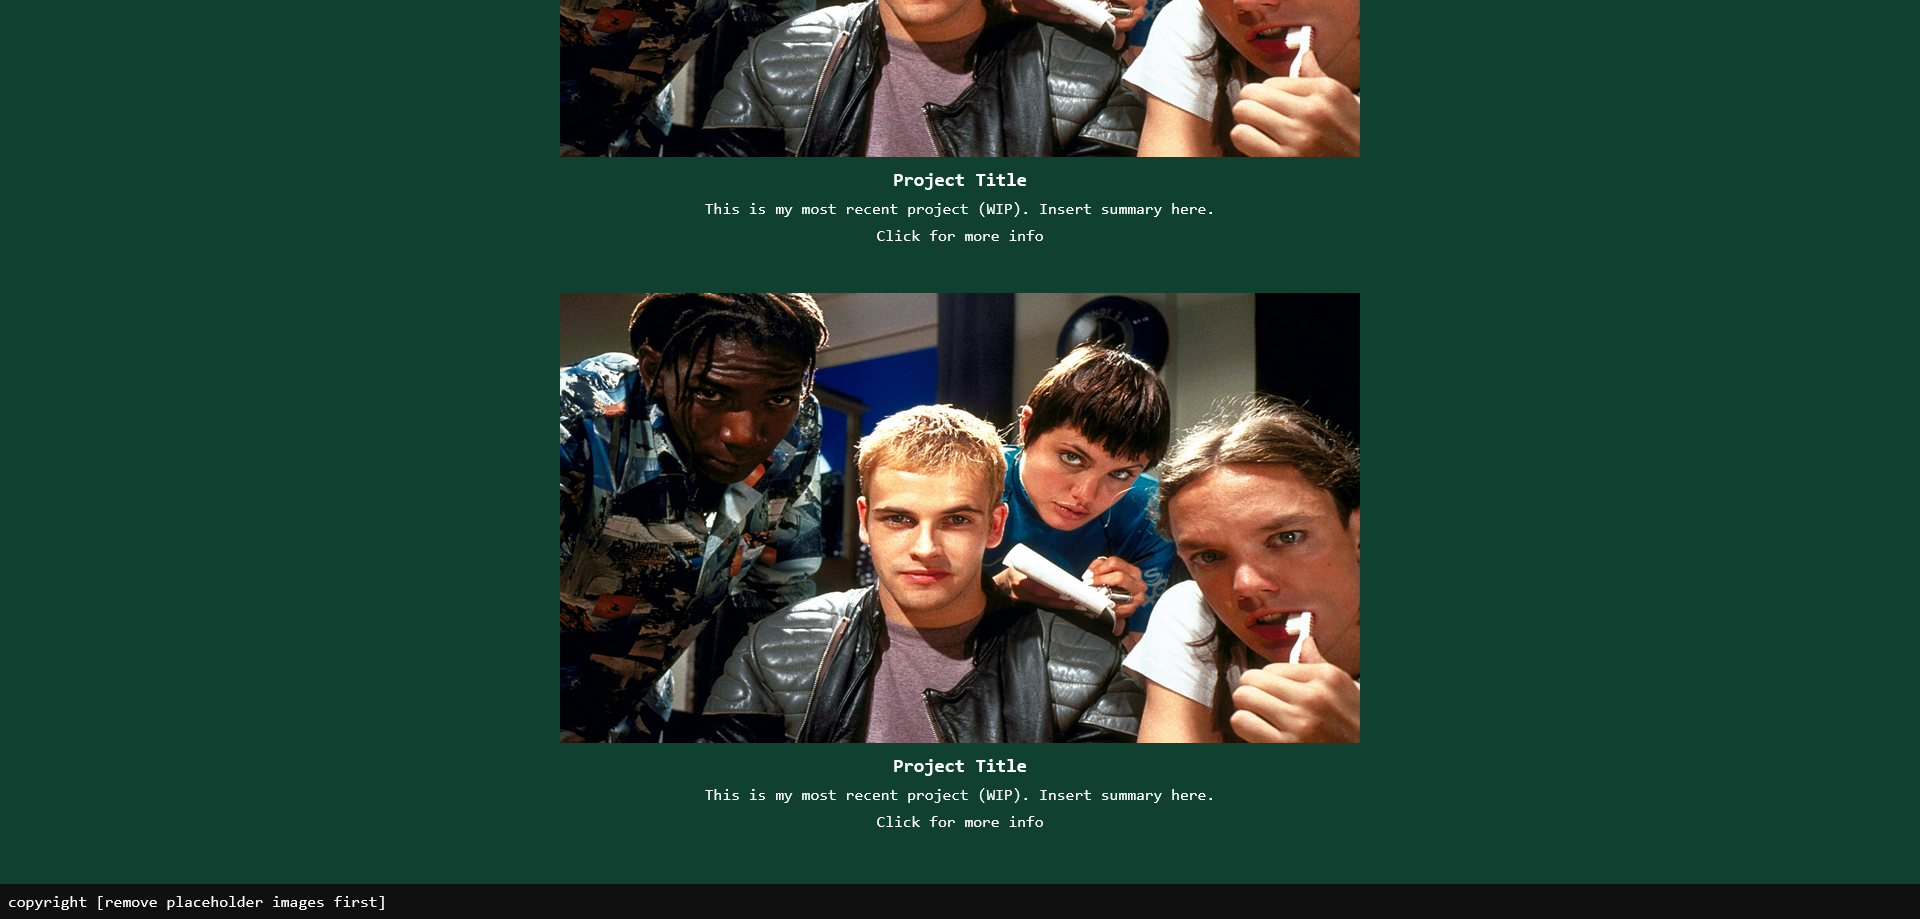 Project Title
This is my most recent project (WIP). Insert summary here.
Click for more info
Project Title
This is my most recent project (WIP). Insert summary here.
Click for more info
copyright [remove placeholder images first]